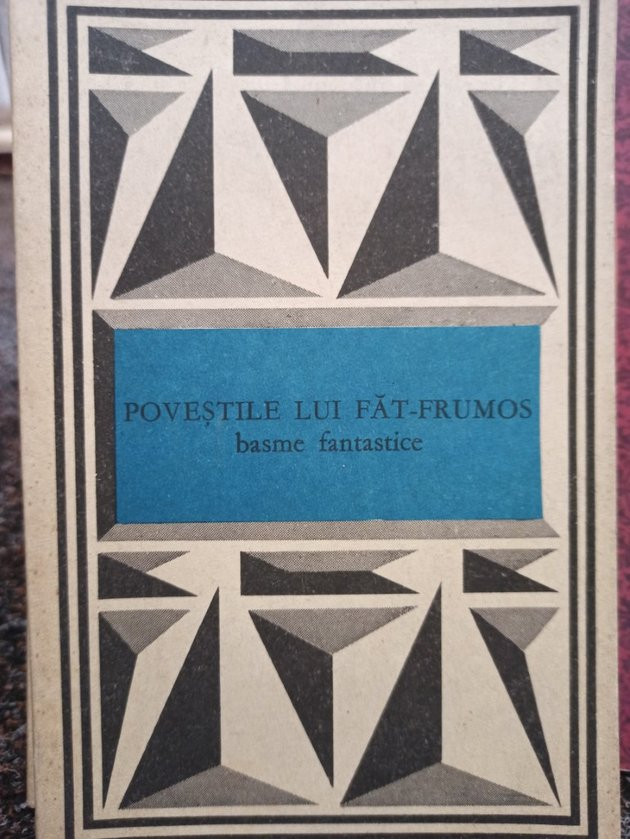 POVEȘTILE LUI FĂT-FRUMOS
basme fantastice